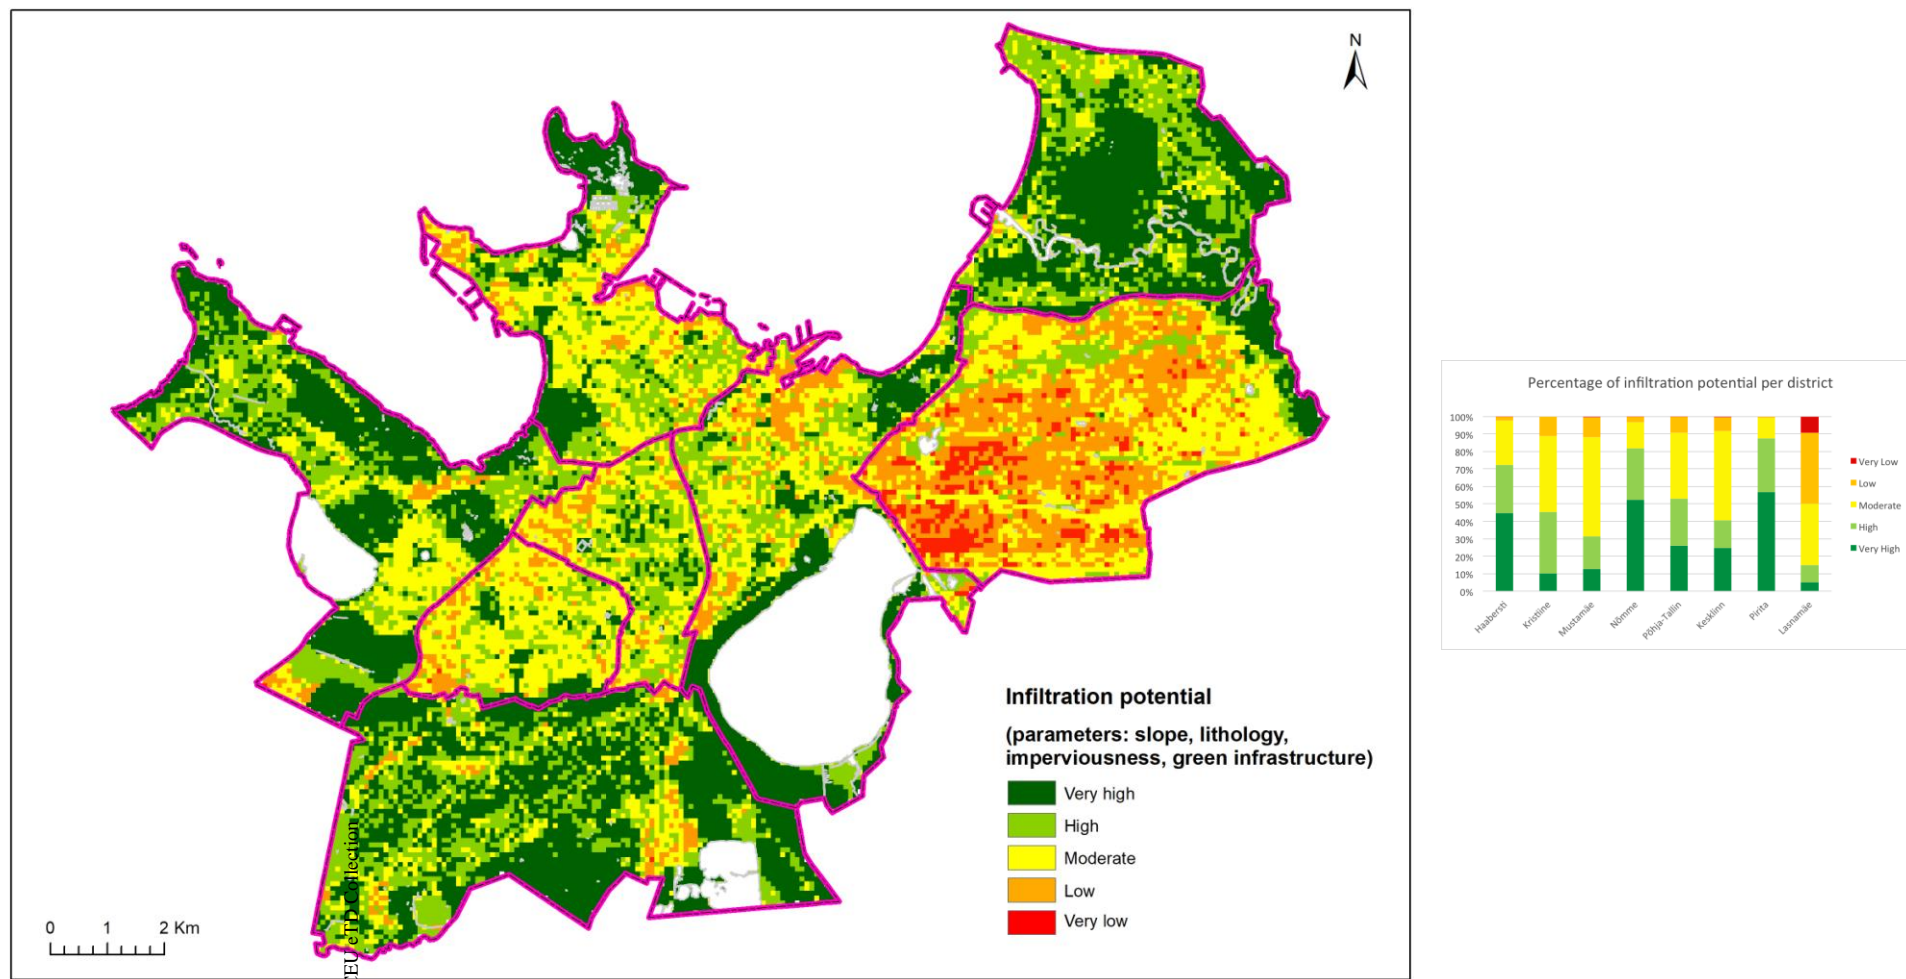 N
Infiltration potential
(parameters: slope, lithology,
imperviousness, green infrastructure)
Very high
High
Moderate
Low
Very low
0 1 2 Km
CEU eTD Collection
Percentage of infiltration potential per district
100%
90%
80%
70%
60%
50%
40%
30%
20%
10%
0%
Haabersti
Kristiine
Mustamäe
Nõmme
Põhja-Tallin
Kesklinn
Pirita
Lasnamäe
Very Low
Low
Moderate
High
Very High